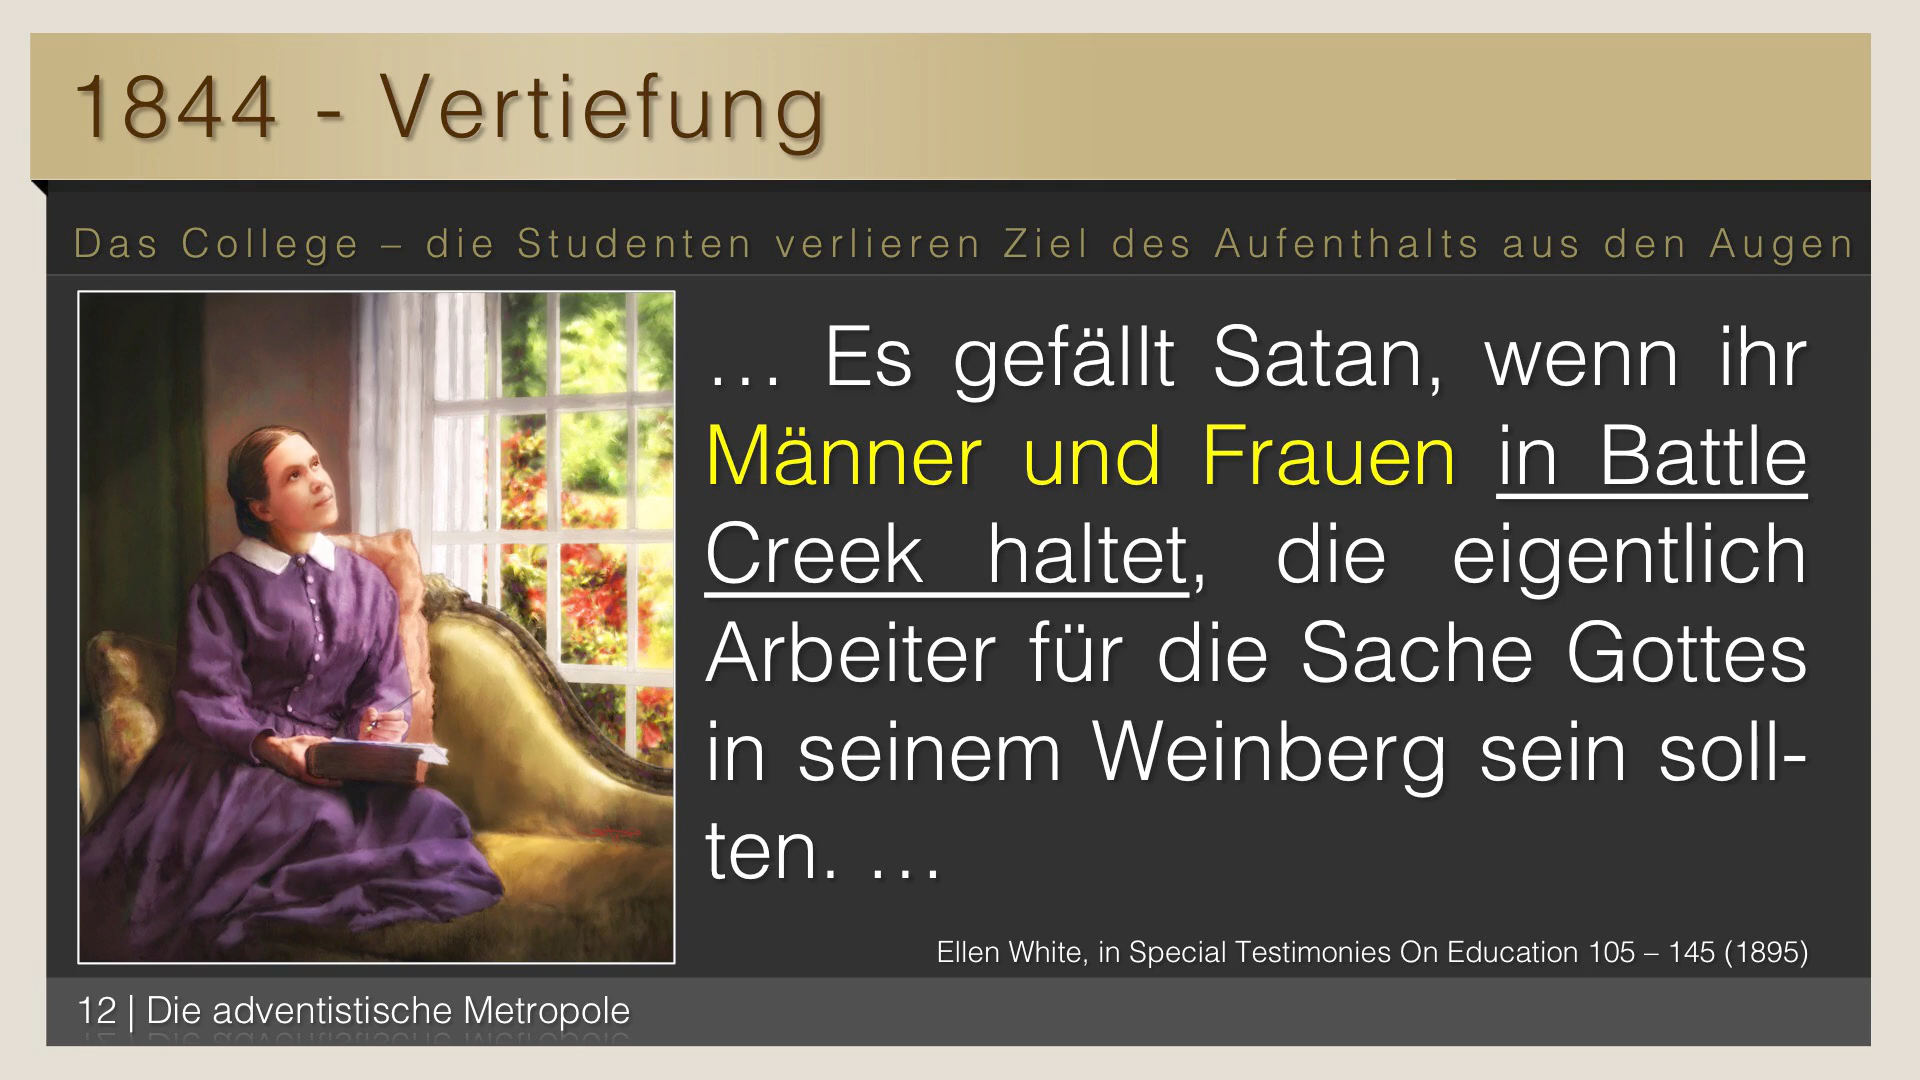 1844 - Vertiefung
Das College – die Studenten verlieren Ziel des Aufenthalts aus den Augen
… Es gefällt Satan, wenn ihr
Männer und Frauen in Battle
Creek haltet, die eigentlich
Arbeiter für die Sache Gottes
in seinem Weinberg sein soll-
ten. …
Ellen White, in Special Testimonies On Education 105 – 145 (1895)
12 | Die adventistische Metropole